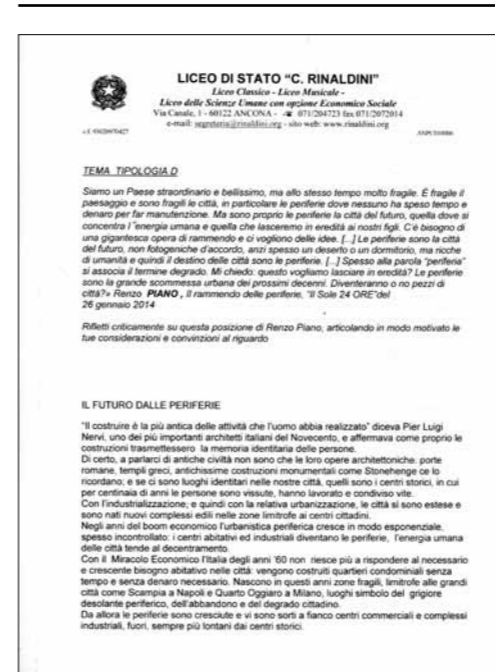 LICEO DI STATO “C. RINALDINI”
Liceo Classico - Liceo Musicale -
Liceo delle Scienze Umane con opzione Economico Sociale
Via Canale, 1 - 60122 ANCONA - ☎ 071/204723 fax 071/2072014
e-mail: segreteria@rinaldini.org - sito web: www.rinaldini.org
TEMA TIPOLOGIA D
Siamo un Paese straordinario e bellissimo, ma allo stesso tempo molto fragile. È fragile il
paesaggio e sono fragili le città, in particolare le periferie dove nessuno ha speso tempo e
denaro per far manutenzione. Ma sono proprio le periferie la città del futuro, quella dove si
concentra l’energia umana e quella che lasceremo in eredità ai nostri figli. C’è bisogno di
una gigantesca opera di rammendo e ci vogliono delle idee. [...] Le periferie sono la città
del futuro, non fotogeniche d’accordo, anzi spesso un deserto o un dormitorio, ma ricche
di umanità e quindi il destino delle città sono le periferie. [...] Spesso alla parola “periferia”
si associa il termine degrado. Mi chiedo: questo vogliamo lasciare in eredità? Le periferie
sono la grande scommessa urbana dei prossimi decenni. Diventeranno o no pezzi di
città?» Renzo PIANO, Il rammendo delle periferie, “Il Sole 24 ORE”del
26 gennaio 2014
Rifletti criticamente su questa posizione di Renzo Piano, articolando in modo motivato le
tue considerazioni e convinzioni al riguardo
IL FUTURO DALLE PERIFERIE
“Il costruire è la più antica delle attività che l’uomo abbia realizzato” diceva Pier Luigi
Nervi, uno dei più importanti architetti italiani del Novecento, e affermava come proprio le
costruzioni trasmettessero la memoria identitaria delle persone.
Di certo, a parlarci di antiche civiltà non sono che le loro opere architettoniche: porte
romane, templi greci, antichissime costruzioni monumentali come Stonehenge ce lo
ricordano; e se ci sono luoghi identitari nelle nostre città, quelli sono i centri storici, in cui
per centinaia di anni le persone sono vissute, hanno lavorato e condiviso vite.
Con l’industrializzazione, e quindi con la relativa urbanizzazione, le città si sono estese e
sono nati nuovi complessi edili nelle zone limitrofe ai centri cittadini.
Negli anni del boom economico l’urbanistica periferica cresce in modo esponenziale,
spesso incontrollato: i centri abitativi ed industriali diventano le periferie, l’energia umana
delle città tende al decentramento.
Con il Miracolo Economico l’Italia degli anni ’60 non riesce più a rispondere al necessario
e crescente bisogno abitativo nelle città: vengono costruiti quartieri condominiali senza
tempo e senza denaro necessario. Nascono in questi anni zone fragili, limitrofe alle grandi
città come Scampia a Napoli e Quarto Oggiaro a Milano, luoghi simbolo del grigiore
desolante periferico, dell’abbandono e del degrado cittadino.
Da allora le periferie sono cresciute e vi sono sorti a fianco centri commerciali e complessi
industriali, fuori, sempre più lontani dai centri storici.